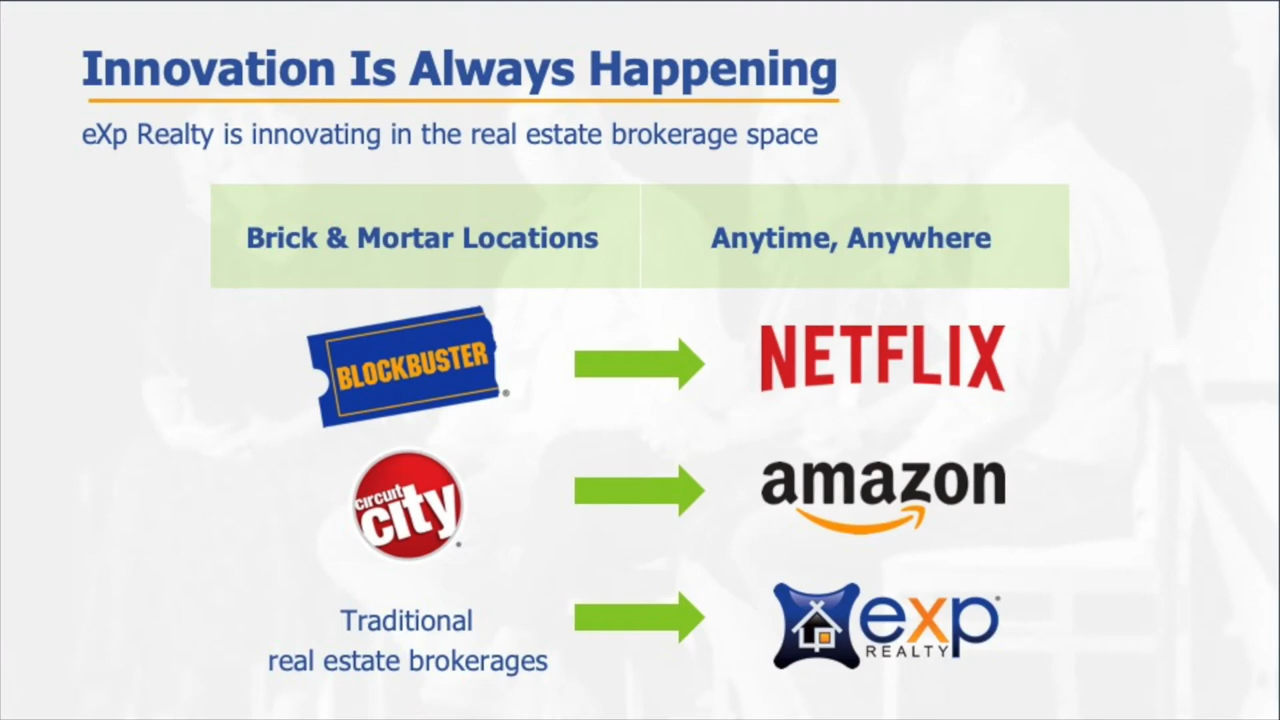 Innovation Is Always Happening
eXp Realty is innovating in the real estate brokerage space
Brick & Mortar Locations
Anytime, Anywhere
BLOCKBUSTER®
NETFLIX
circuit
city
amazon
Traditional
real estate brokerages
exp
REALTY